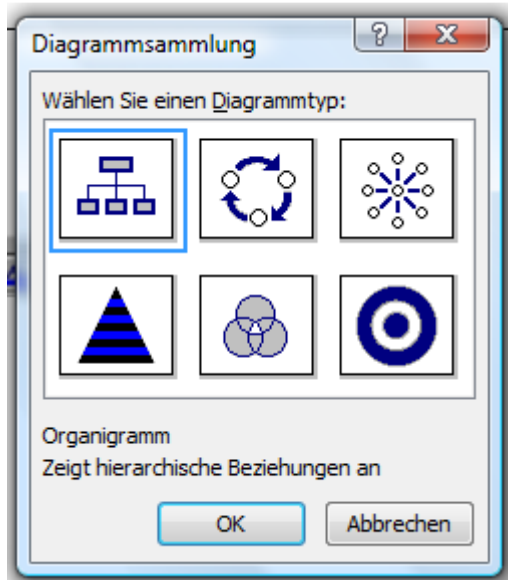 Diagrammsammlung
Wählen Sie einen Diagrammtyp:
Organigramm
Zeigt hierarchische Beziehungen an
OK
Abbrechen